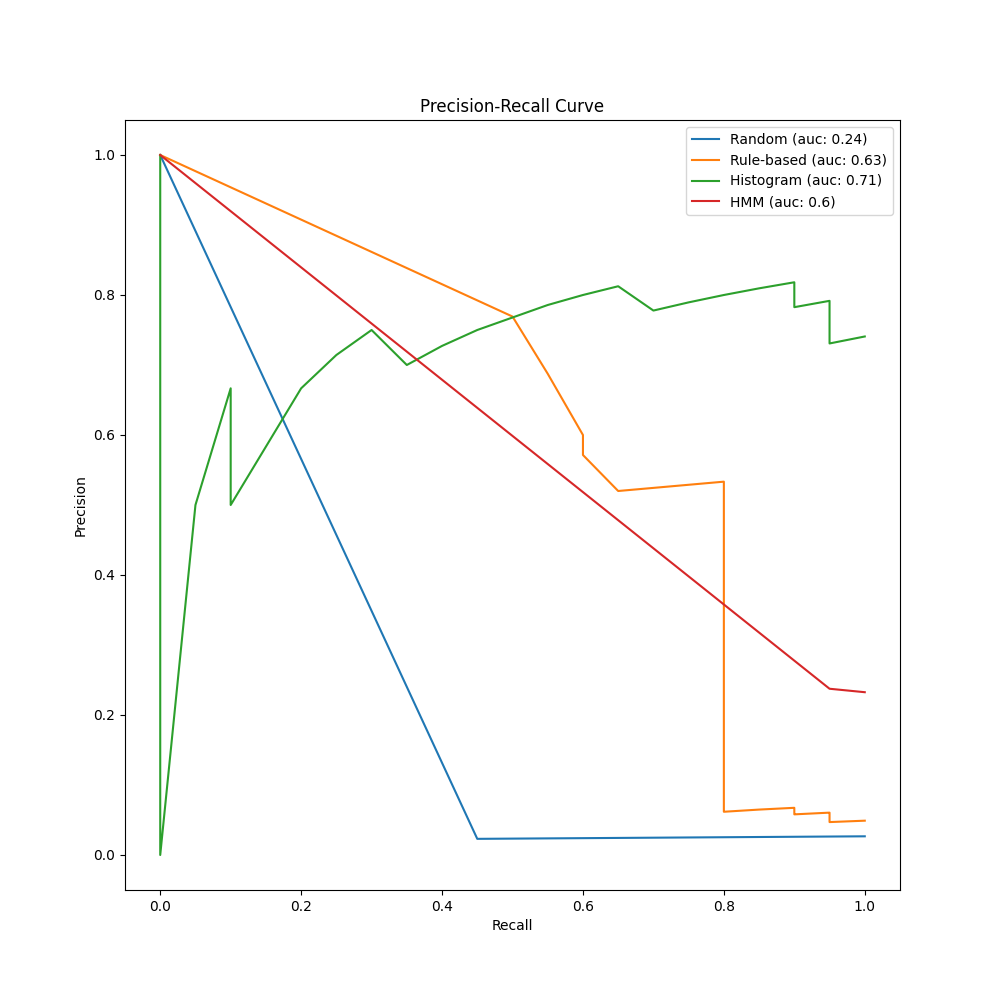 Precision-Recall Curve
Random (auc: 0.24)
Rule-based (auc: 0.63)
Histogram (auc: 0.71)
HMM (auc: 0.6)
1.0
0.8
0.6
0.4
0.2
0.0
Precision
0.0 0.2 0.4 0.6 0.8 1.0
Recall